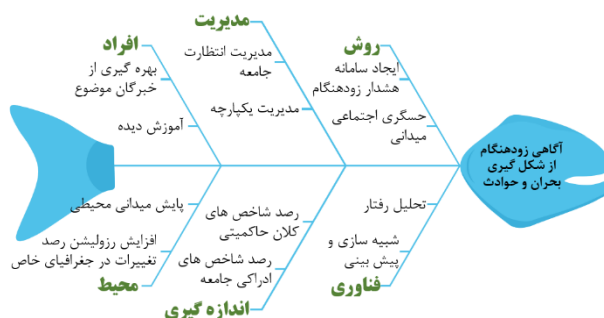 روش
ایجاد سامانه
هشدار زودهنگام
حسگری اجتماعی
میدانی
مدیریت
مدیریت انتظارت
جامعه
مدیریت یکپارچه
افراد
بهره گیری از
خبرگان موضوع
آموزش دیده
آگاهی زودهنگام
از شکل گیری
بحران و حوادث
تحلیل رفتار
شبیه سازی و
پیش بینی
فناوری
رصد شاخص های
کلان حاکمیتی
رصد شاخص های
ادراکی جامعه
اندازه گیری
پایش میدانی محیطی
افزایش رزولیشن رصد
تغییرات در جغرافیای خاص
محیط